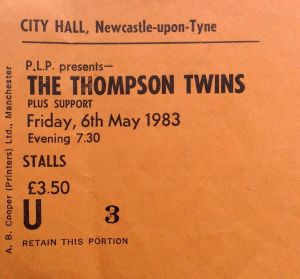 CITY HALL, Newcastle-upon-Tyne
P.L.P. presents—
THE THOMPSON TWINS
PLUS SUPPORT
Friday, 6th May 1983
Evening 7.30
STALLS
£3.50
U 3
RETAIN THIS PORTION
A. B. Cooper (Printers) Ltd., Manchester